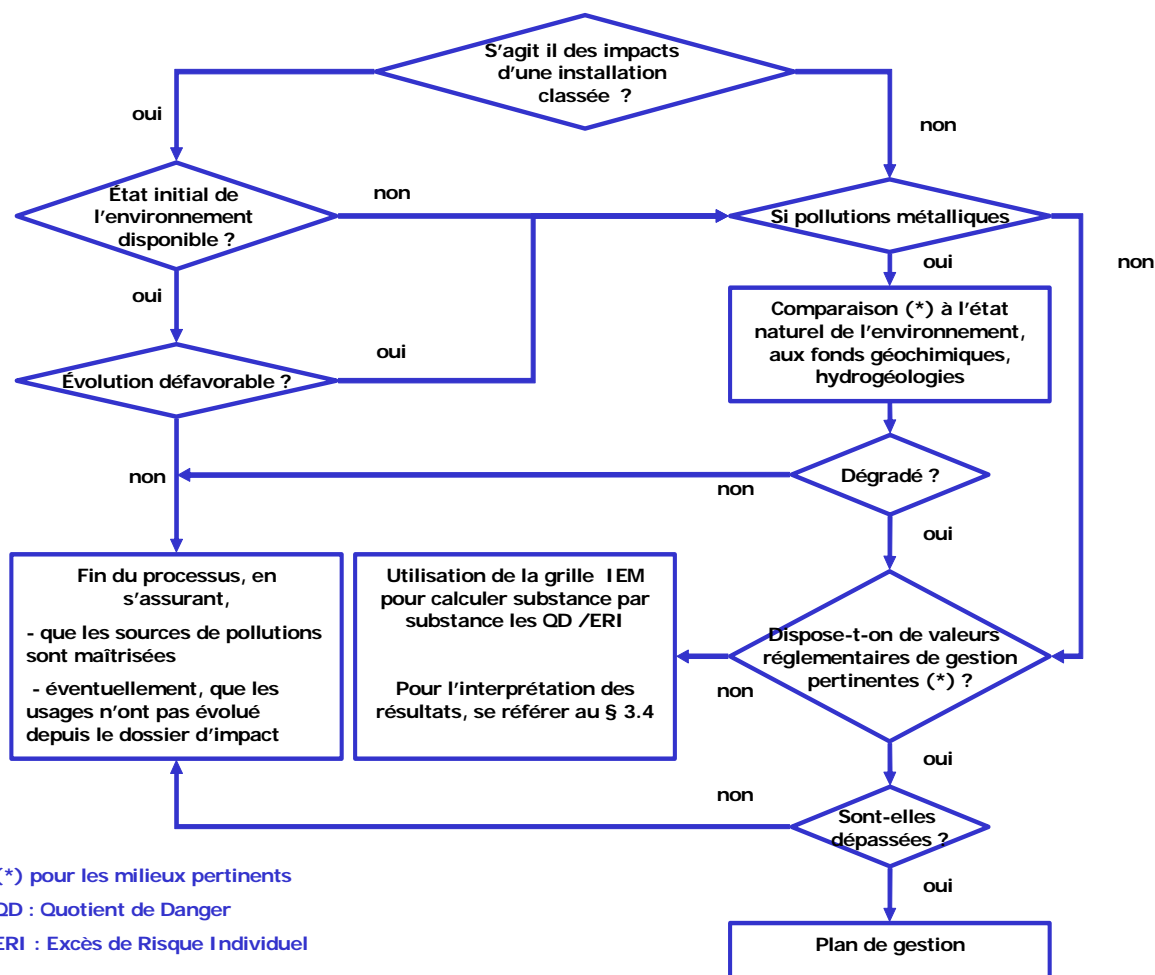 S'agit il des impacts
d'une installation
classée ?
oui
non
État initial de
l'environnement
disponible ?
non
Si pollutions métalliques
oui
oui
non
Comparaison (*) à l'état
naturel de l'environnement,
aux fonds géochimiques,
hydrogéologies
Évolution défavorable ?
oui
non
Dégradé ?
non
oui
Fin du processus, en
s'assurant,
- que les sources de pollutions
sont maîtrisées
- éventuellement, que les
usages n'ont pas évolué
depuis le dossier d'impact
Utilisation de la grille IEM
pour calculer substance par
substance les QD /ERI
Pour l'interprétation des
résultats, se référer au § 3.4
Dispose-t-on de valeurs
réglementaires de gestion
pertinentes (*) ?
non
oui
non
Sont-elles
dépassées ?
oui
(*) pour les milieux pertinents
QD : Quotient de Danger
ERI : Excès de Risque Individuel
Plan de gestion